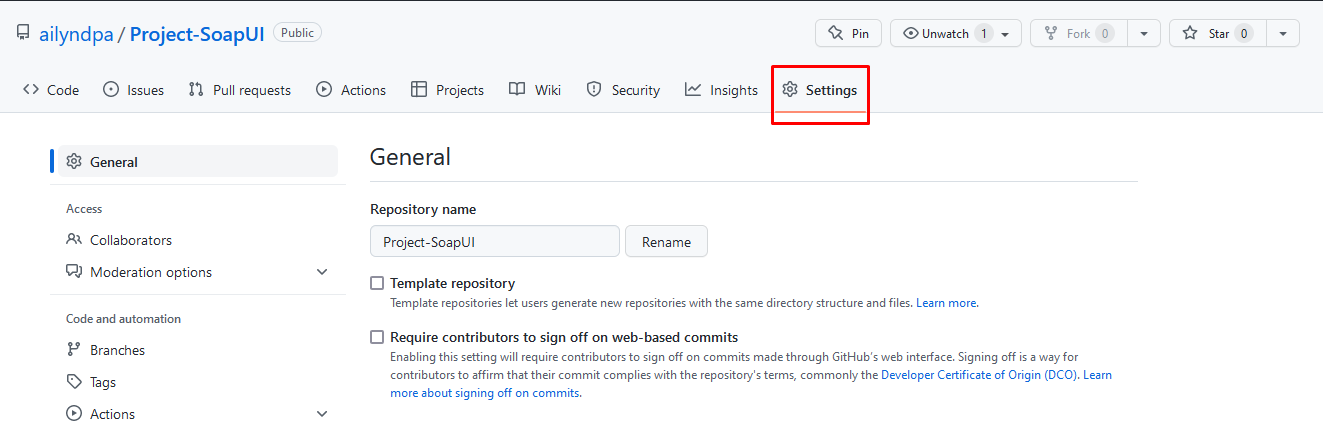 ailyndpa / Project-SoapUI Public Pin Unwatch 1 Fork 0 Star 0
Code Issues Pull requests Actions Projects Wiki Security Insights Settings
General
Access
Collaborators
Moderation options
Code and automation
Branches
Tags
Actions
General
Repository name
Project-SoapUI Rename
Template repository
Template repositories let users generate new repositories with the same directory structure and files. Learn more.
Require contributors to sign off on web-based commits
Enabling this setting will require contributors to sign off on commits made through GitHub's web interface. Signing off is a way for
contributors to affirm that their commit complies with the repository's terms, commonly the Developer Certificate of Origin (DCO). Learn
more about signing off on commits.